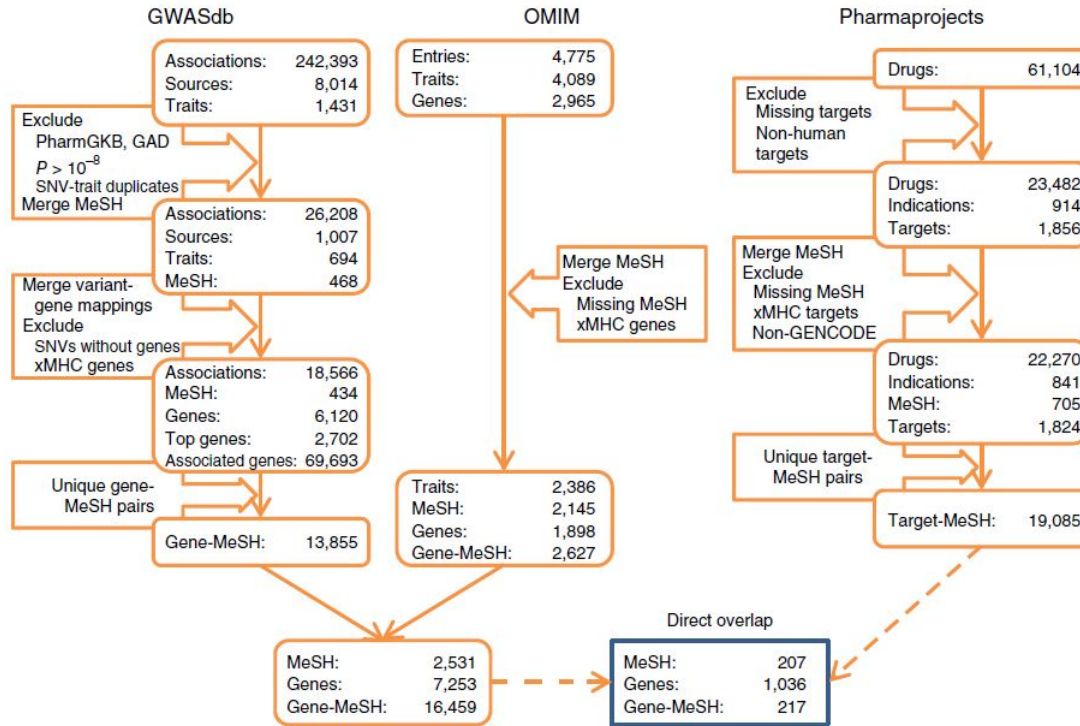 GWASdb
Associations: 242,393
Sources: 8,014
Traits: 1,431
Exclude
PharmGKB, GAD
P > 10⁻⁸
SNV-trait duplicates
Merge MeSH
Associations: 26,208
Sources: 1,007
Traits: 694
MeSH: 468
Merge variant-
gene mappings
Exclude
SNVs without genes
xMHC genes
Associations: 18,566
MeSH: 434
Genes: 6,120
Top genes: 2,702
Associated genes: 69,693
Unique gene-
MeSH pairs
Gene-MeSH: 13,855
OMIM
Entries: 4,775
Traits: 4,089
Genes: 2,965
Merge MeSH
Exclude
Missing MeSH
xMHC genes
Traits: 2,386
MeSH: 2,145
Genes: 1,898
Gene-MeSH: 2,627
Pharmaprojects
Drugs: 61,104
Exclude
Missing targets
Non-human
targets
Drugs: 23,482
Indications: 914
Targets: 1,856
Merge MeSH
Exclude
Missing MeSH
xMHC targets
Non-GENCODE
Drugs: 22,270
Indications: 841
MeSH: 705
Targets: 1,824
Unique target-
MeSH pairs
Target-MeSH: 19,085
MeSH: 2,531
Genes: 7,253
Gene-MeSH: 16,459
Direct overlap
MeSH: 207
Genes: 1,036
Gene-MeSH: 217